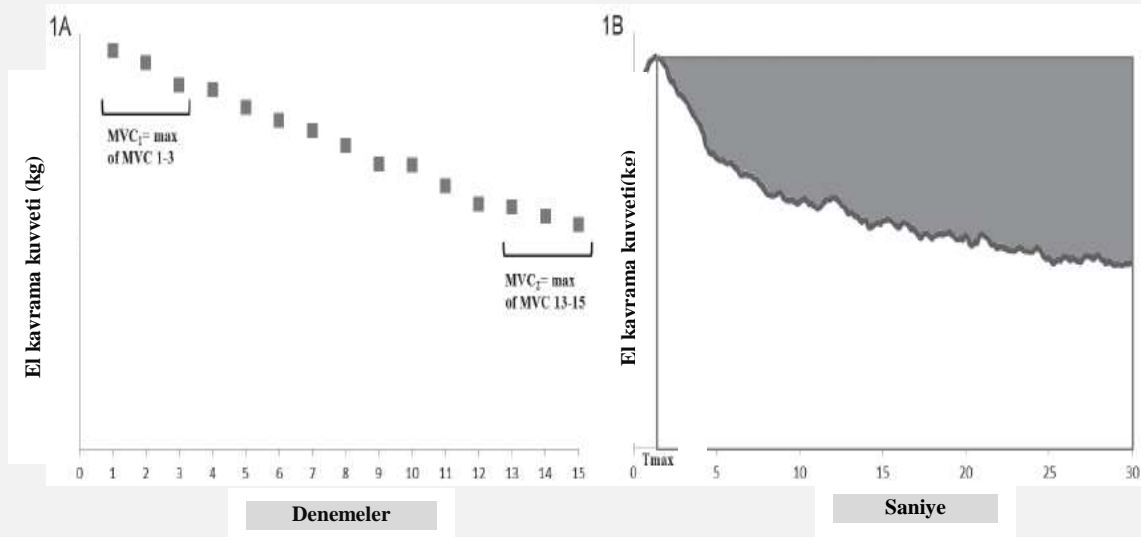 1A
El kavrama kuvveti (kg)
MVC₁= max
of MVC 1-3
MVC₂= max
of MVC 13-15
0 1 2 3 4 5 6 7 8 9 10 11 12 13 14 15
Denemeler
1B
El kavrama kuvveti(kg)
0 Tmax 5 10 15 20 25 30
Saniye